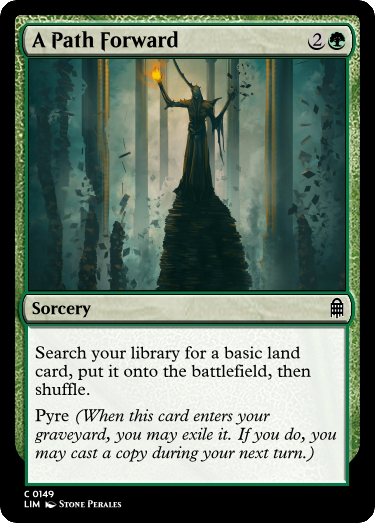 A Path Forward
2
Sorcery
Search your library for a basic land
card, put it onto the battlefield, then
shuffle.
Pyre (When this card enters your
graveyard, you may exile it. If you do, you
may cast a copy during your next turn.)
C 0149
LIM Stone Perales